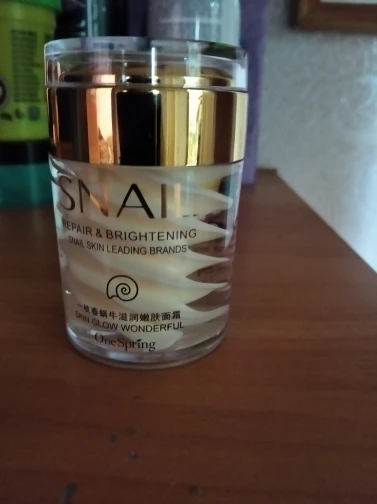 SNAIL
REPAIR & BRIGHTENING
SNAIL SKIN LEADING BRANDS
一枝春蜗牛滋润嫩肤面霜
SKIN GLOW WONDERFUL
One Spring